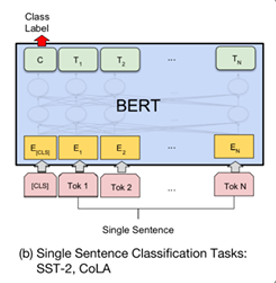 Class
Label
C T1 T2 ... TN
BERT
E[CLS] E1 E2 ... EN
[CLS] Tok 1 Tok 2 ... Tok N
Single Sentence
(b) Single Sentence Classification Tasks:
SST-2, CoLA